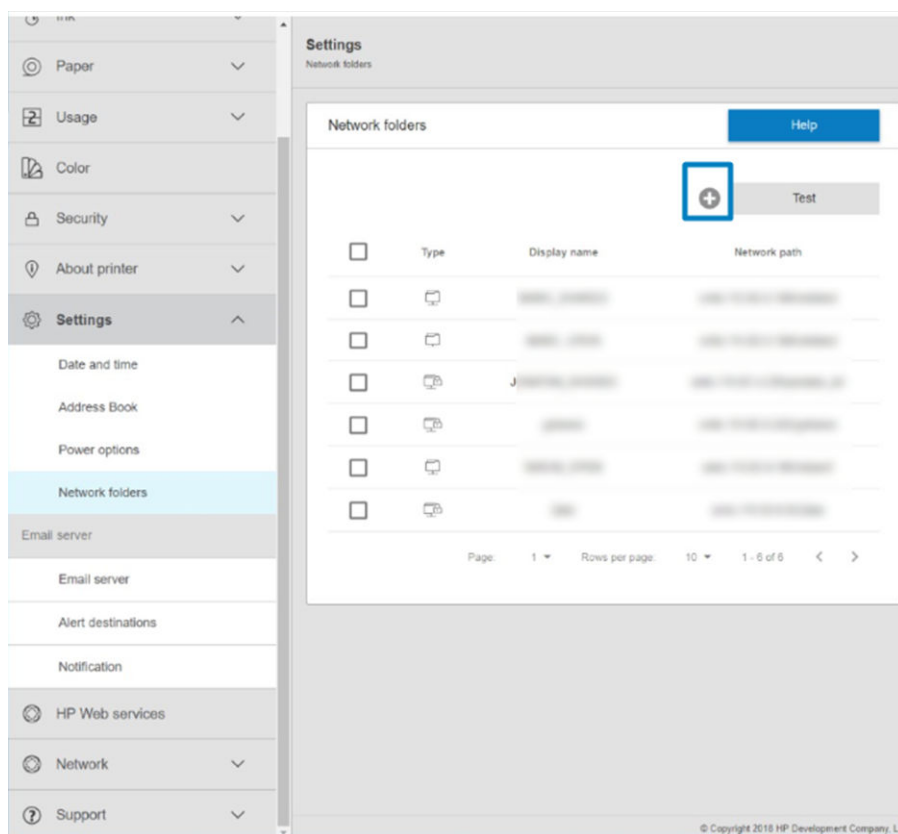 Ink
Paper
Usage
Color
Security
About printer
Settings
Date and time
Address Book
Power options
Network folders
Email server
Email server
Alert destinations
Notification
HP Web services
Network
Support
Settings
Network folders
Network folders
Help
Test
Type Display name Network path
Page: 1 Rows per page: 10 1 - 6 of 6
© Copyright 2018 HP Development Company, L